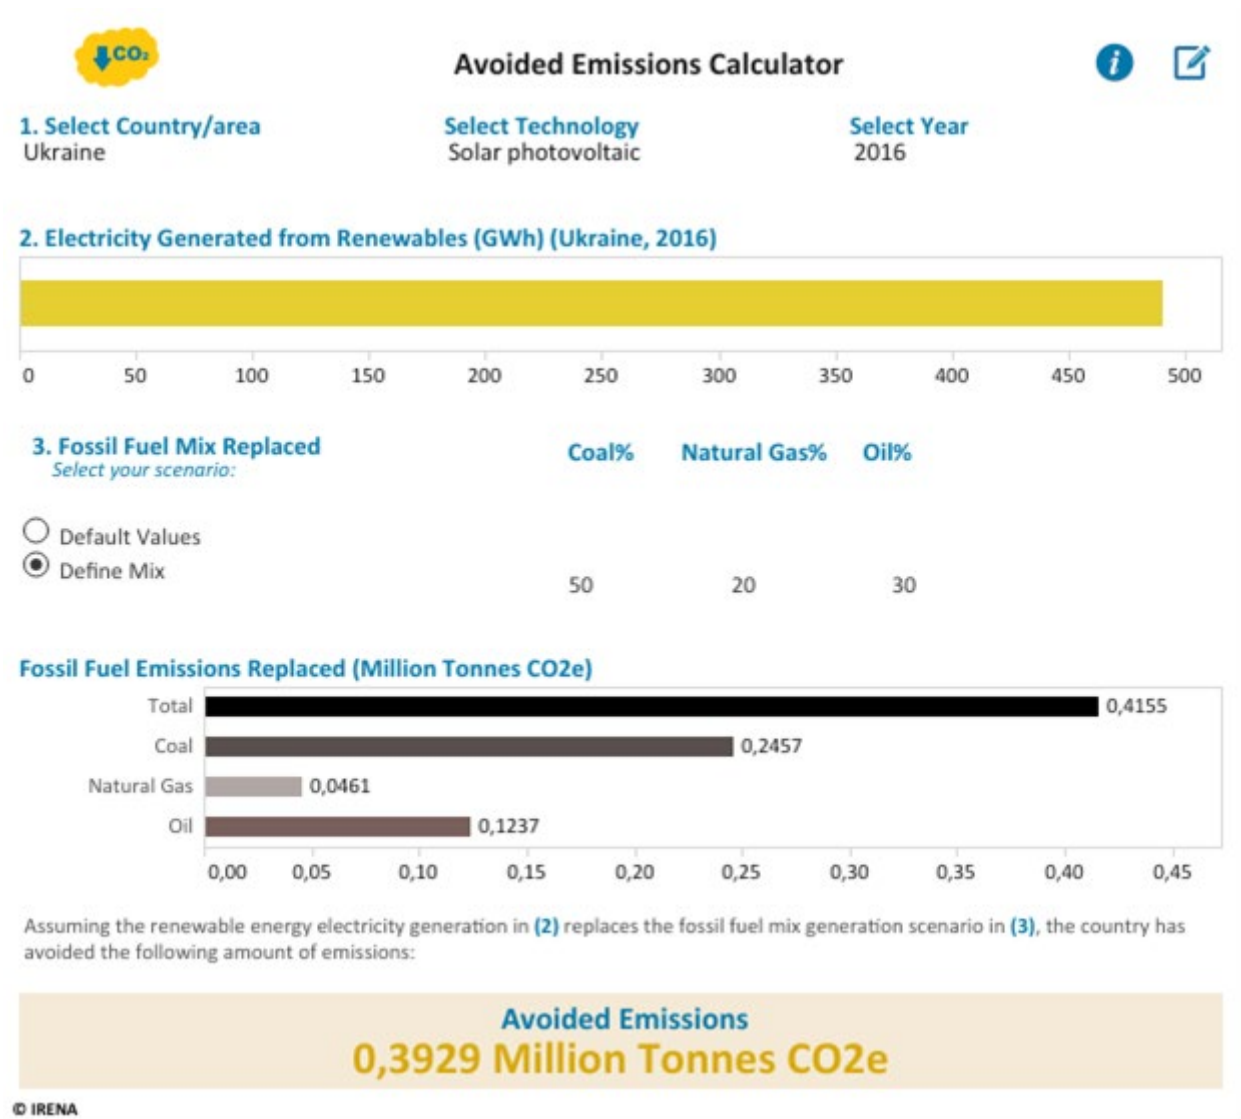 CO₂
Avoided Emissions Calculator
i
1. Select Country/area Select Technology Select Year
Ukraine Solar photovoltaic 2016
2. Electricity Generated from Renewables (GWh) (Ukraine, 2016)
0 50 100 150 200 250 300 350 400 450 500
3. Fossil Fuel Mix Replaced Coal% Natural Gas% Oil%
Select your scenario:
Default Values
Define Mix
50 20 30
Fossil Fuel Emissions Replaced (Million Tonnes CO2e)
Total 0,4155
Coal 0,2457
Natural Gas 0,0461
Oil 0,1237
0,00 0,05 0,10 0,15 0,20 0,25 0,30 0,35 0,40 0,45
Assuming the renewable energy electricity generation in (2) replaces the fossil fuel mix generation scenario in (3), the country has
avoided the following amount of emissions:
Avoided Emissions
0,3929 Million Tonnes CO2e
© IRENA